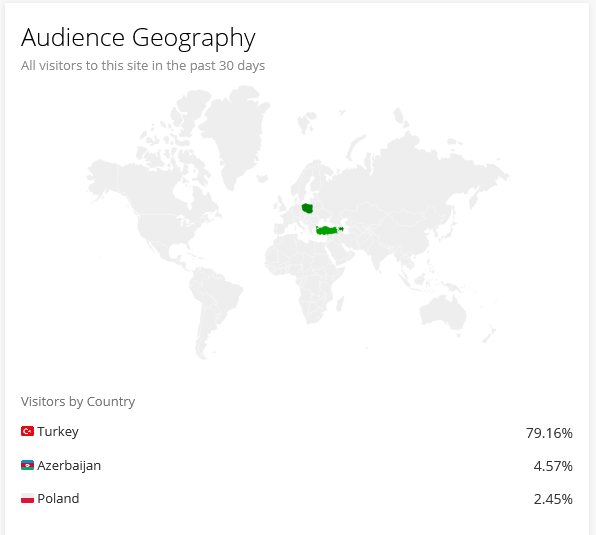 Audience Geography
All visitors to this site in the past 30 days
Visitors by Country
Turkey 79.16%
Azerbaijan 4.57%
Poland 2.45%